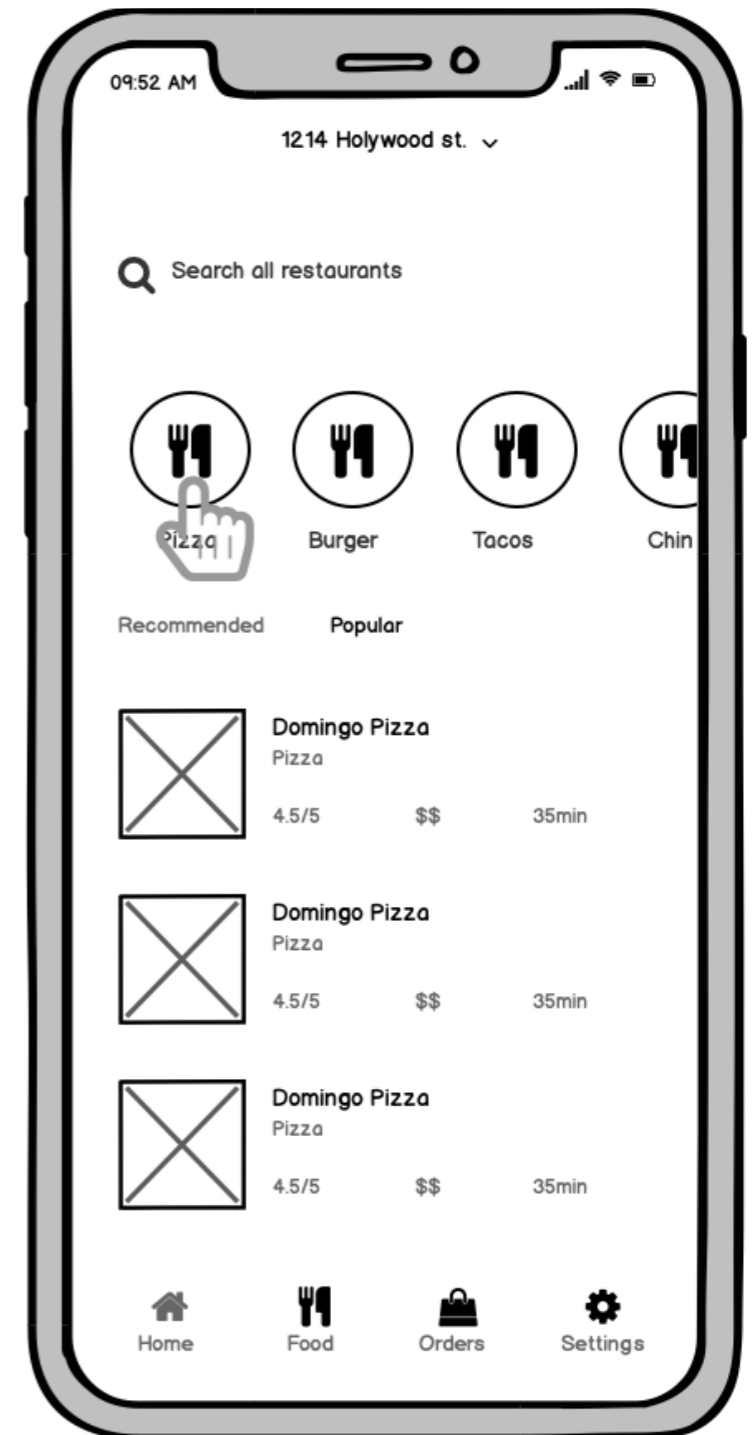 09:52 AM
1214 Holywood st.
Search all restaurants
Pizza
Burger
Tacos
Chin
Recommended
Popular
Domingo Pizza
Pizza
4.5/5 $$ 35min
Domingo Pizza
Pizza
4.5/5 $$ 35min
Domingo Pizza
Pizza
4.5/5 $$ 35min
Home
Food
Orders
Settings